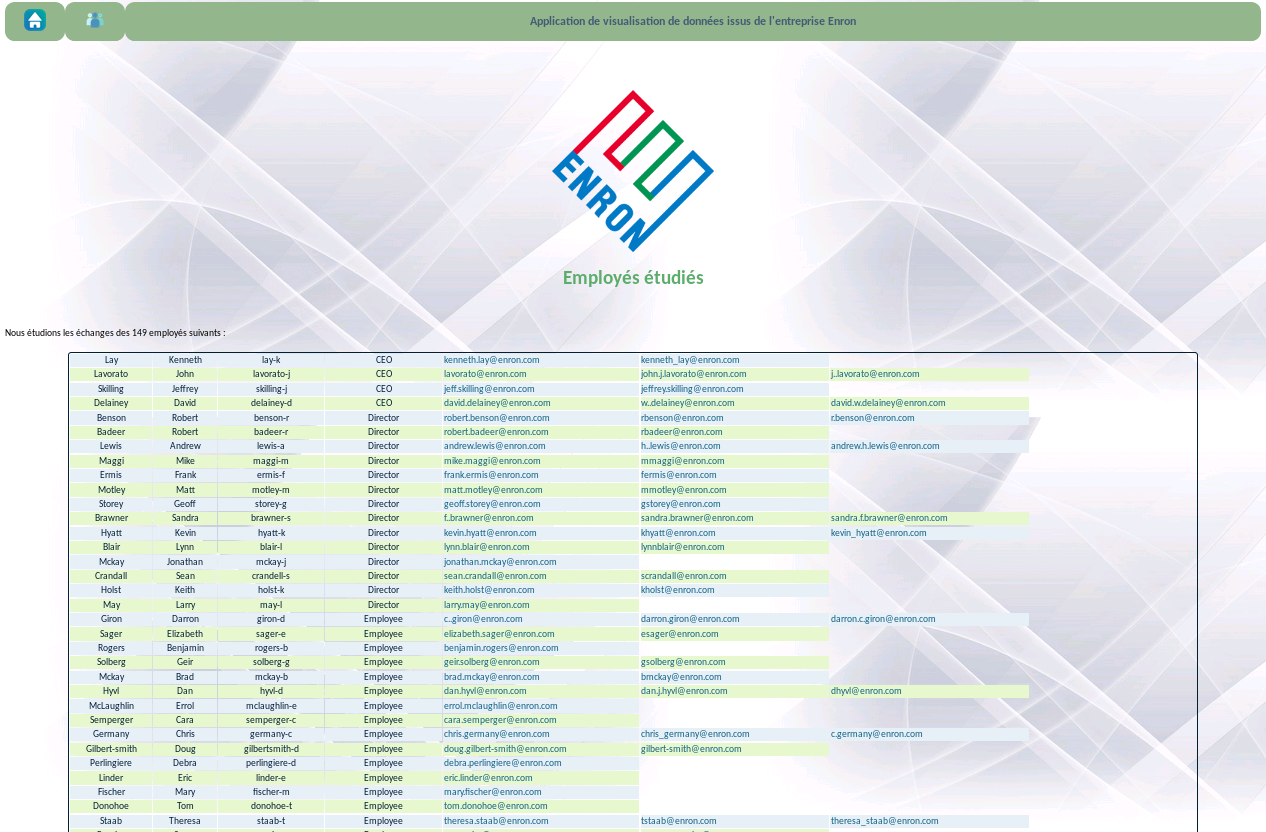 Application de visualisation de données issus de l'entreprise Enron
ENRON
Employés étudiés
Nous étudions les échanges des 149 employés suivants :
Lay Kenneth lay-k CEO kenneth.lay@enron.com kenneth_lay@enron.com
Lavorato John lavorato-j CEO lavorato@enron.com john.j.lavorato@enron.com j..lavorato@enron.com
Skilling Jeffrey skilling-j CEO jeff.skilling@enron.com jeffrey.skilling@enron.com
Delainey David delainey-d CEO david.delainey@enron.com w..delainey@enron.com david.w.delainey@enron.com
Benson Robert benson-r Director robert.benson@enron.com rbenson@enron.com r.benson@enron.com
Badeer Robert badeer-r Director robert.badeer@enron.com rbadeer@enron.com
Lewis Andrew lewis-a Director andrew.lewis@enron.com h..lewis@enron.com andrew.h.lewis@enron.com
Maggi Mike maggi-m Director mike.maggi@enron.com mmaggi@enron.com
Ermis Frank ermis-f Director frank.ermis@enron.com fermis@enron.com
Motley Matt motley-m Director matt.motley@enron.com mmotley@enron.com
Storey Geoff storey-g Director geoff.storey@enron.com gstorey@enron.com
Brawner Sandra brawner-s Director f..brawner@enron.com sandra.brawner@enron.com sandra.f.brawner@enron.com
Hyatt Kevin hyatt-k Director kevin.hyatt@enron.com khyatt@enron.com kevin_hyatt@enron.com
Blair Lynn blair-l Director lynn.blair@enron.com lynnblair@enron.com
Mckay Jonathan mckay-j Director jonathan.mckay@enron.com
Crandall Sean crandell-s Director sean.crandall@enron.com scrandall@enron.com
Holst Keith holst-k Director keith.holst@enron.com kholst@enron.com
May Larry may-l Director larry.may@enron.com
Giron Darron giron-d Employee c..giron@enron.com darron.giron@enron.com darron.c.giron@enron.com
Sager Elizabeth sager-e Employee elizabeth.sager@enron.com esager@enron.com
Rogers Benjamin rogers-b Employee benjamin.rogers@enron.com
Solberg Geir solberg-g Employee geir.solberg@enron.com gsolberg@enron.com
Mckay Brad mckay-b Employee brad.mckay@enron.com bmckay@enron.com
Hyvl Dan hyvl-d Employee dan.hyvl@enron.com dan.j.hyvl@enron.com dhyvl@enron.com
McLaughlin Errol mclaughlin-e Employee errol.mclaughlin@enron.com
Semperger Cara semperger-c Employee cara.semperger@enron.com
Germany Chris germany-c Employee chris.germany@enron.com chris_germany@enron.com c.germany@enron.com
Gilbert-smith Doug gilbertsmith-d Employee doug.gilbert-smith@enron.com gilbert-smith@enron.com
Perlingiere Debra perlingiere-d Employee debra.perlingiere@enron.com
Linder Eric linder-e Employee eric.linder@enron.com
Fischer Mary fischer-m Employee mary.fischer@enron.com
Donohoe Tom donohoe-t Employee tom.donohoe@enron.com
Staab Theresa staab-t Employee theresa.staab@enron.com tstaab@enron.com theresa_staab@enron.com